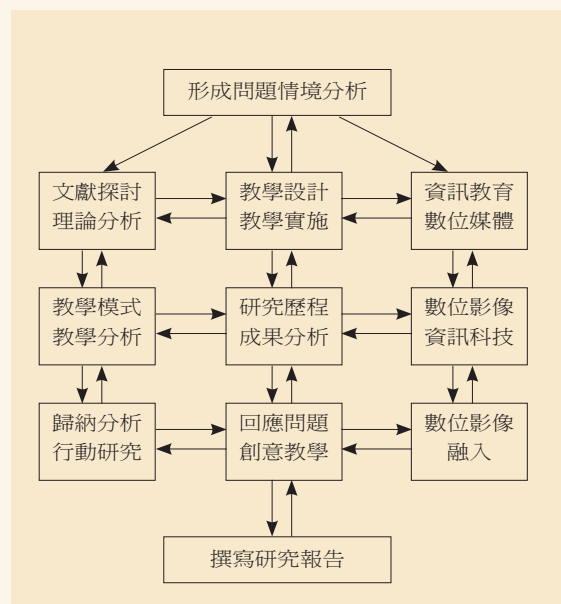 形成問題情境分析
文獻探討
理論分析
教學設計
教學實施
資訊教育
數位媒體
教學模式
教學分析
研究歷程
成果分析
數位影像
資訊科技
歸納分析
行動研究
回應問題
創意教學
數位影像
融入
撰寫研究報告